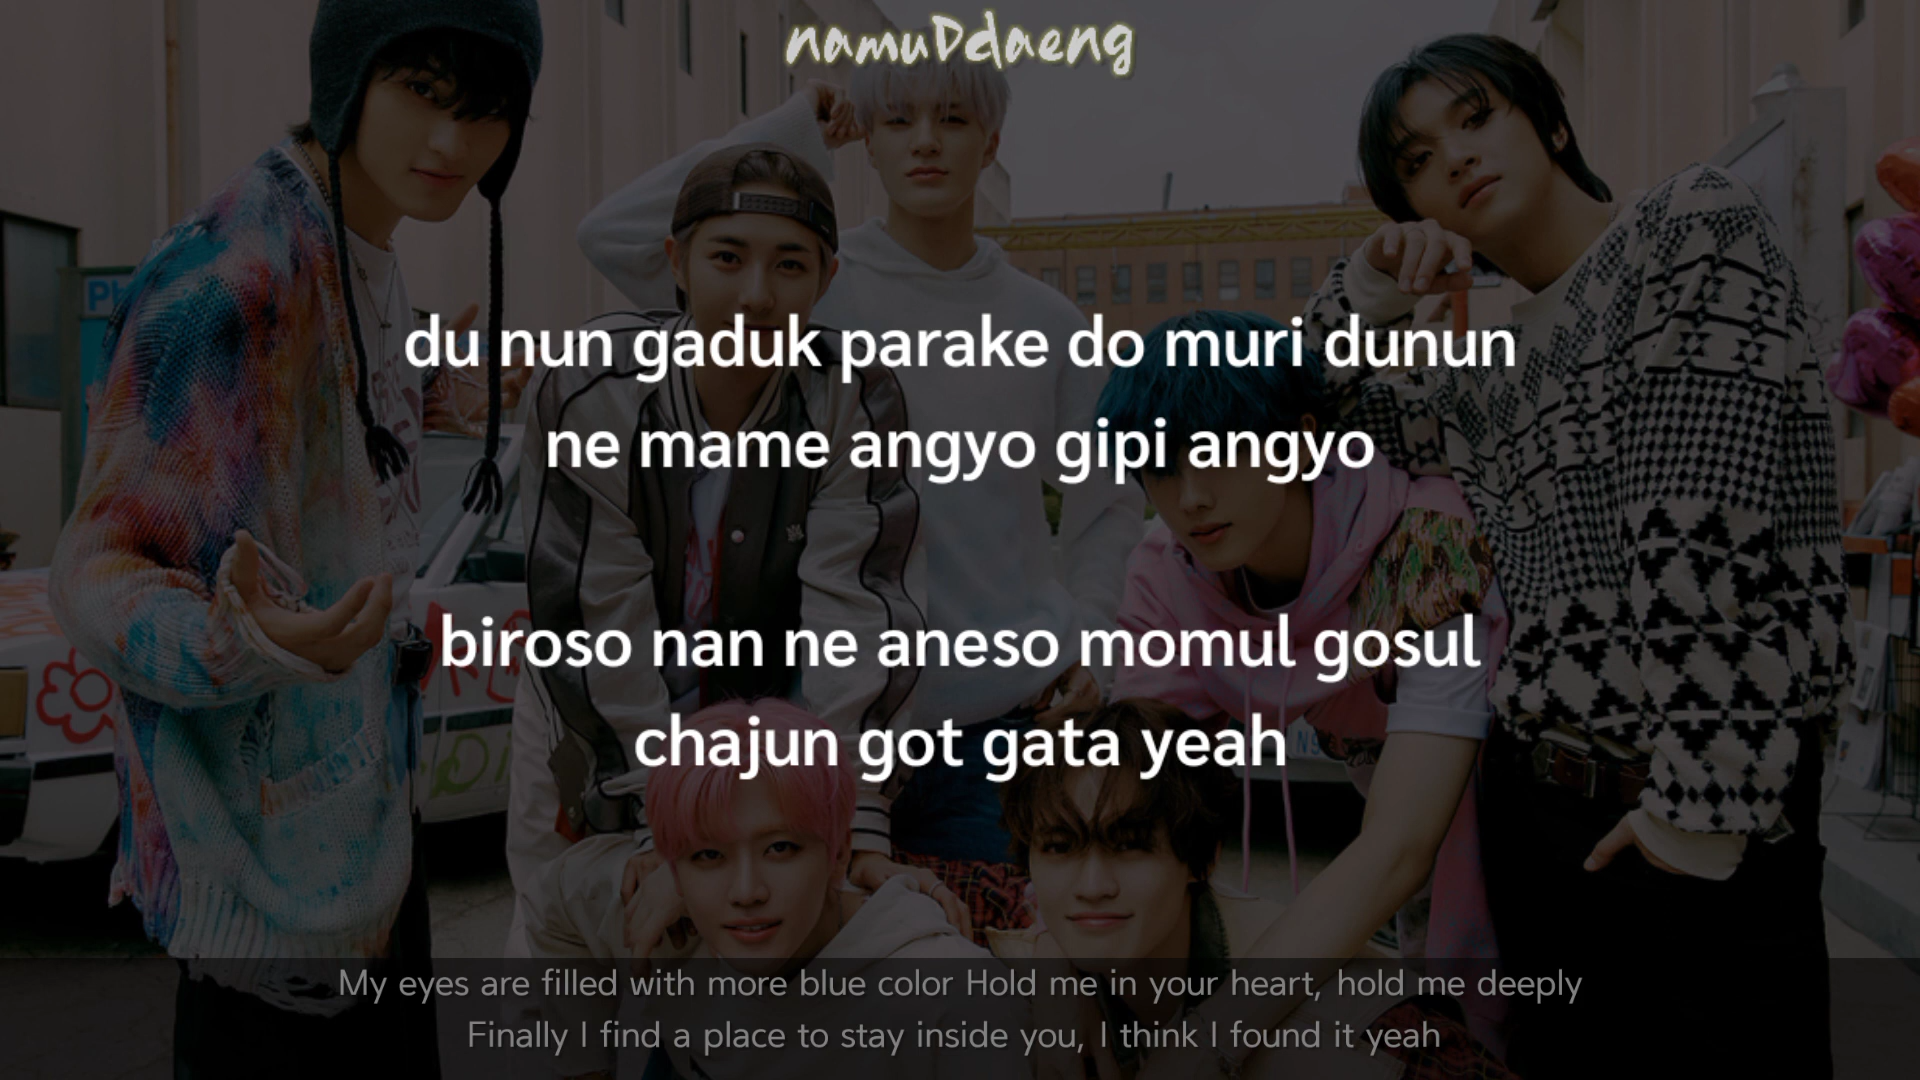 namuDdaeng
PH
du nun gaduk parake do muri dunun
ne mame angyo gipi angyo
biroso nan ne aneso momul gosul
chajun got gata yeah
My eyes are filled with more blue color Hold me in your heart, hold me deeply
Finally I find a place to stay inside you, I think I found it yeah